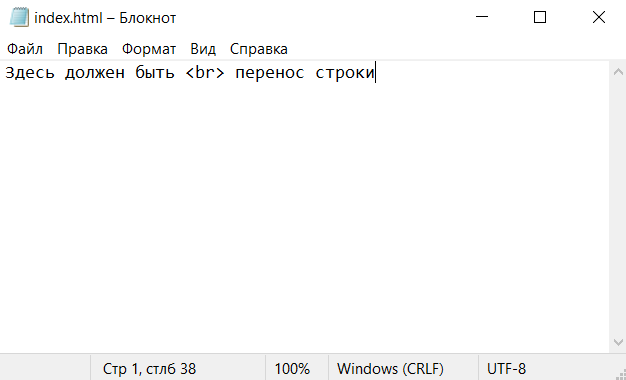 index.html – Блокнот
Файл Правка Формат Вид Справка
Здесь должен быть <br> перенос строки
Стр 1, стлб 38 100% Windows (CRLF) UTF-8